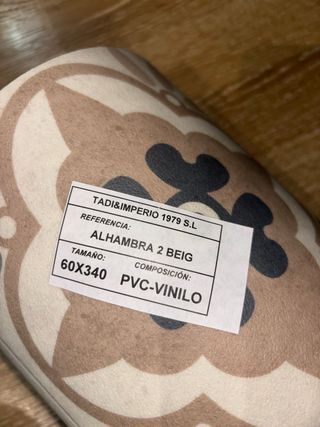 TADI&IMPERIO 1979 S.L
REFERENCIA:
ALHAMBRA 2 BEIG
TAMAÑO:
60X340
COMPOSICIÓN:
PVC-VINILO